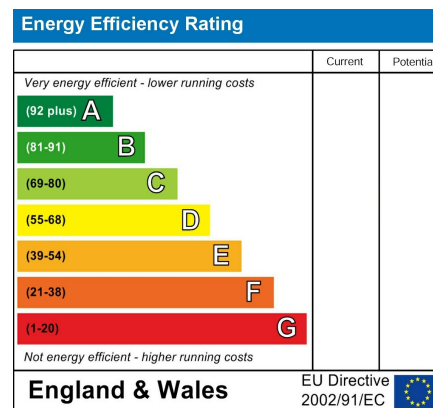 Energy Efficiency Rating
Current Potentia
Very energy efficient - lower running costs
(92 plus) A
(81-91) B
(69-80) C
(55-68) D
(39-54) E
(21-38) F
(1-20) G
Not energy efficient - higher running costs
England & Wales
EU Directive
2002/91/EC